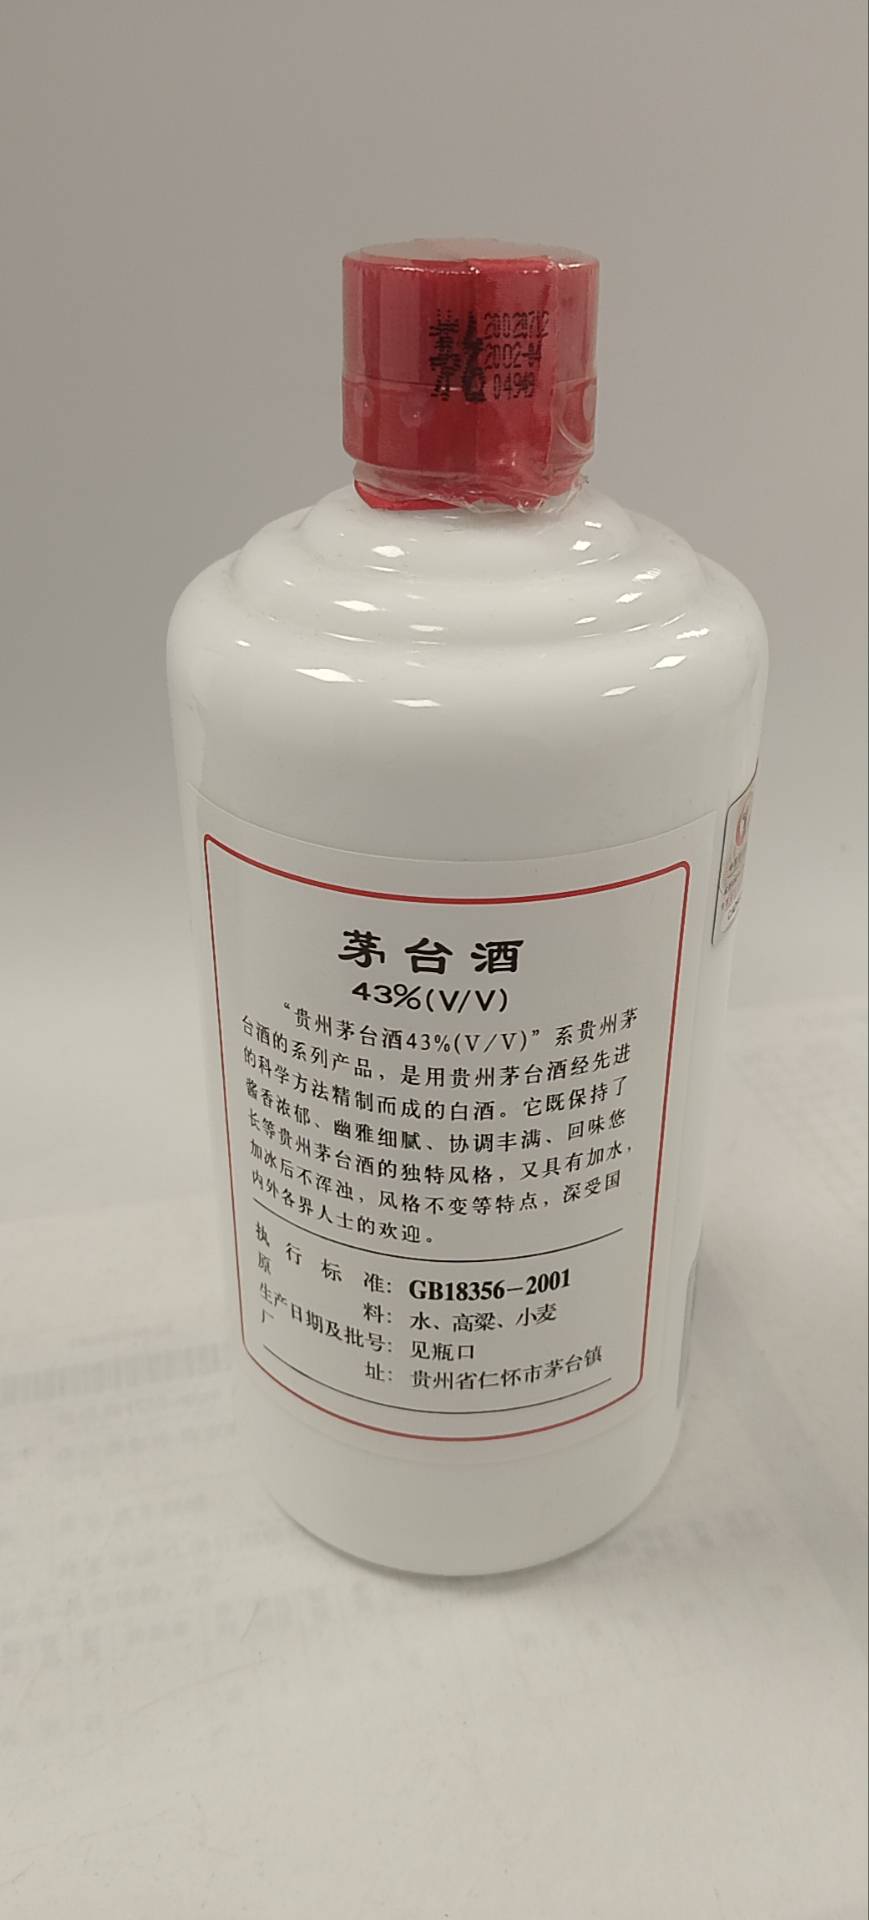 20020712
2002-04
04949
茅台酒
43%(V/V)
“贵州茅台酒43%(V/V)”系贵州茅
台酒的系列产品，是用贵州茅台酒经先进
的科学方法精制而成的白酒。它既保持了
酱香浓郁、幽雅细腻、协调丰满、回味悠
长等贵州茅台酒的独特风格，又具有加水，
加冰后不浑浊，风格不变等特点，深受国
内外各界人士的欢迎。
执行标准：GB18356-2001
原料：水、高粱、小麦
生产日期及批号：见瓶口
厂址：贵州省仁怀市茅台镇